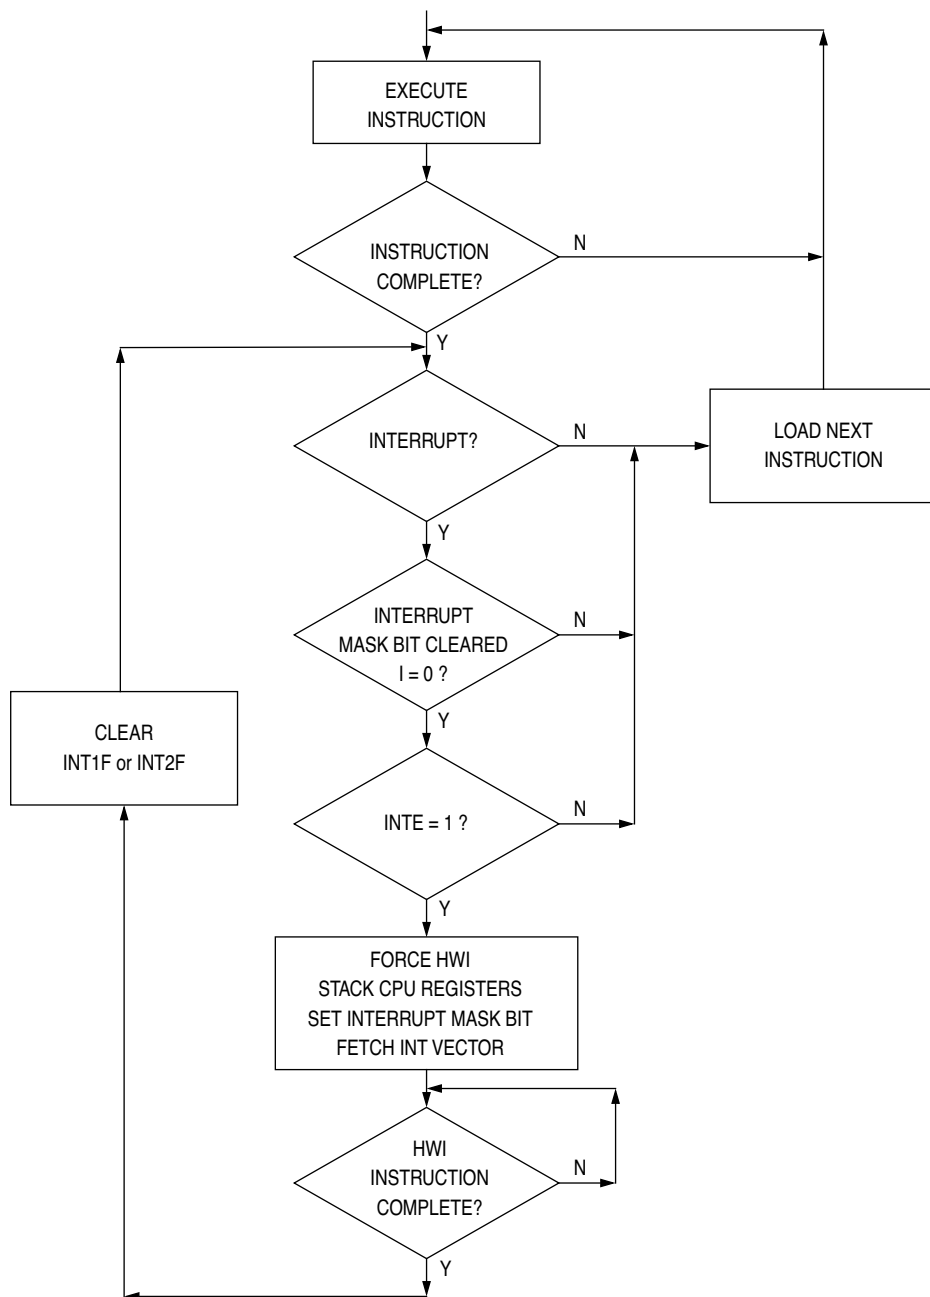 EXECUTE
INSTRUCTION
INSTRUCTION
COMPLETE?
N
Y
INTERRUPT?
N
LOAD NEXT
INSTRUCTION
Y
INTERRUPT
MASK BIT CLEARED
I = 0 ?
N
Y
CLEAR
INT1F or INT2F
INTE = 1 ?
N
Y
FORCE HWI
STACK CPU REGISTERS
SET INTERRUPT MASK BIT
FETCH INT VECTOR
HWI
INSTRUCTION
COMPLETE?
N
Y